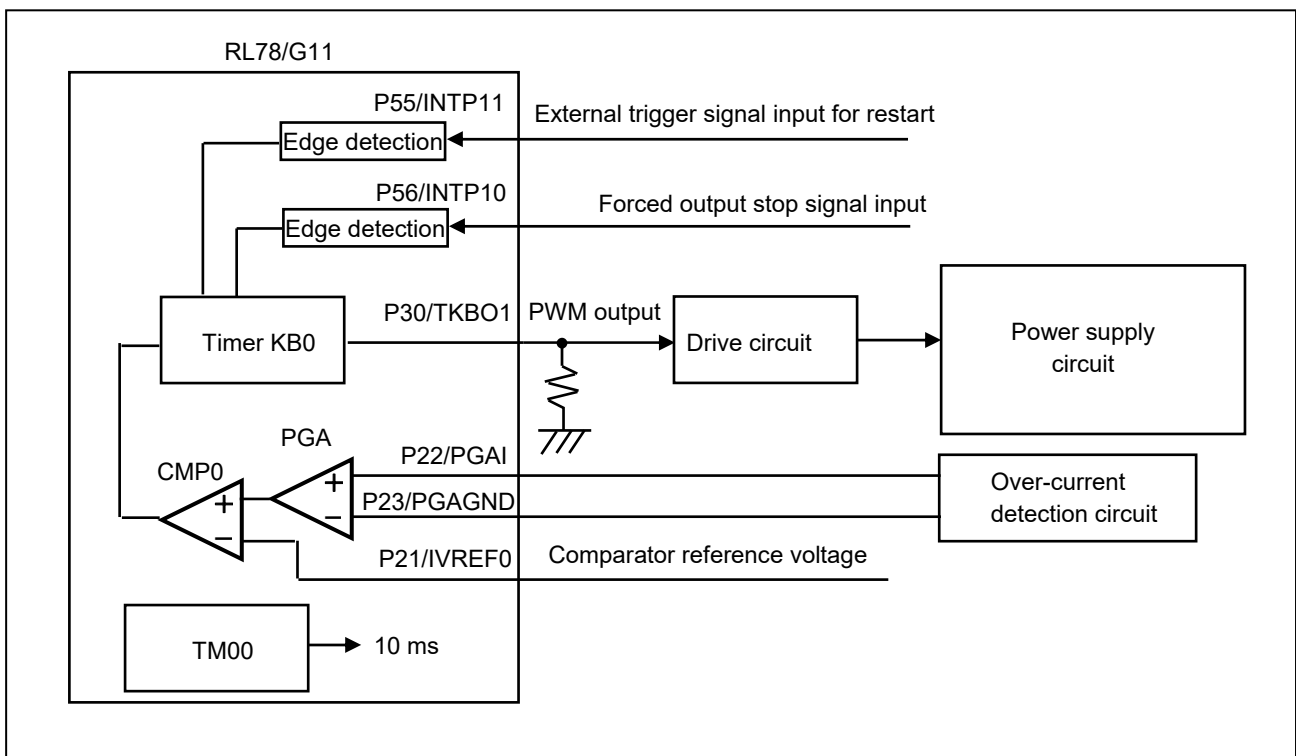 RL78/G11
P55/INTP11
External trigger signal input for restart
Edge detection
P56/INTP10
Forced output stop signal input
Edge detection
P30/TKBO1
PWM output
Timer KB0
Drive circuit
Power supply
circuit
PGA
CMP0
P22/PGAI
P23/PGAGND
Over-current
detection circuit
+
−
+
−
P21/IVREF0
Comparator reference voltage
TM00
10 ms